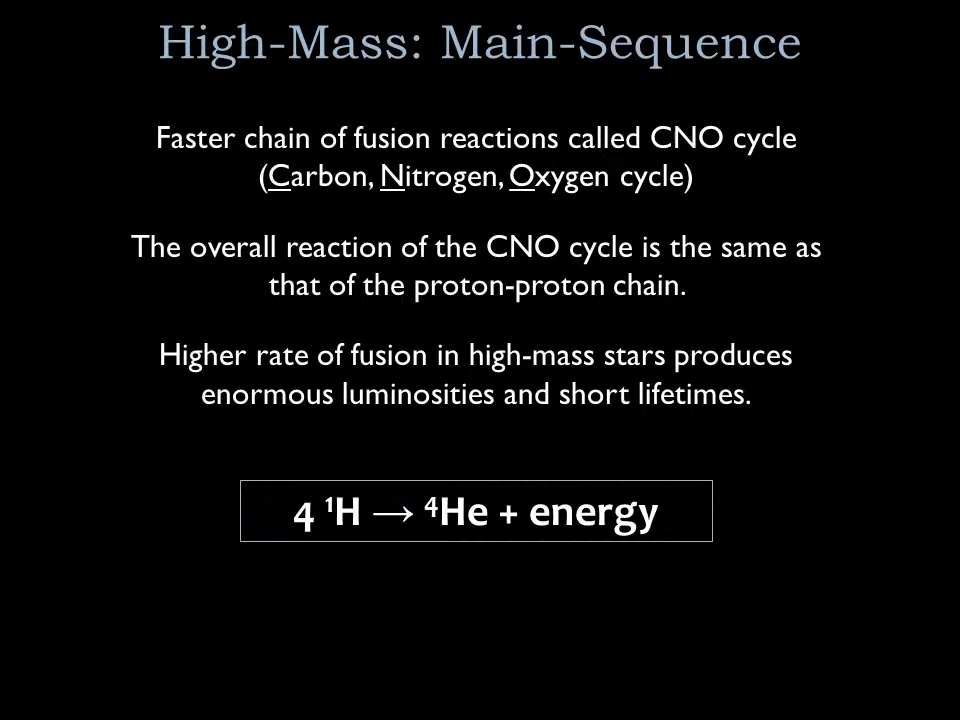 High-Mass: Main-Sequence
Faster chain of fusion reactions called CNO cycle
(Carbon, Nitrogen, Oxygen cycle)
The overall reaction of the CNO cycle is the same as
that of the proton-proton chain.
Higher rate of fusion in high-mass stars produces
enormous luminosities and short lifetimes.
4 ¹H → ⁴He + energy